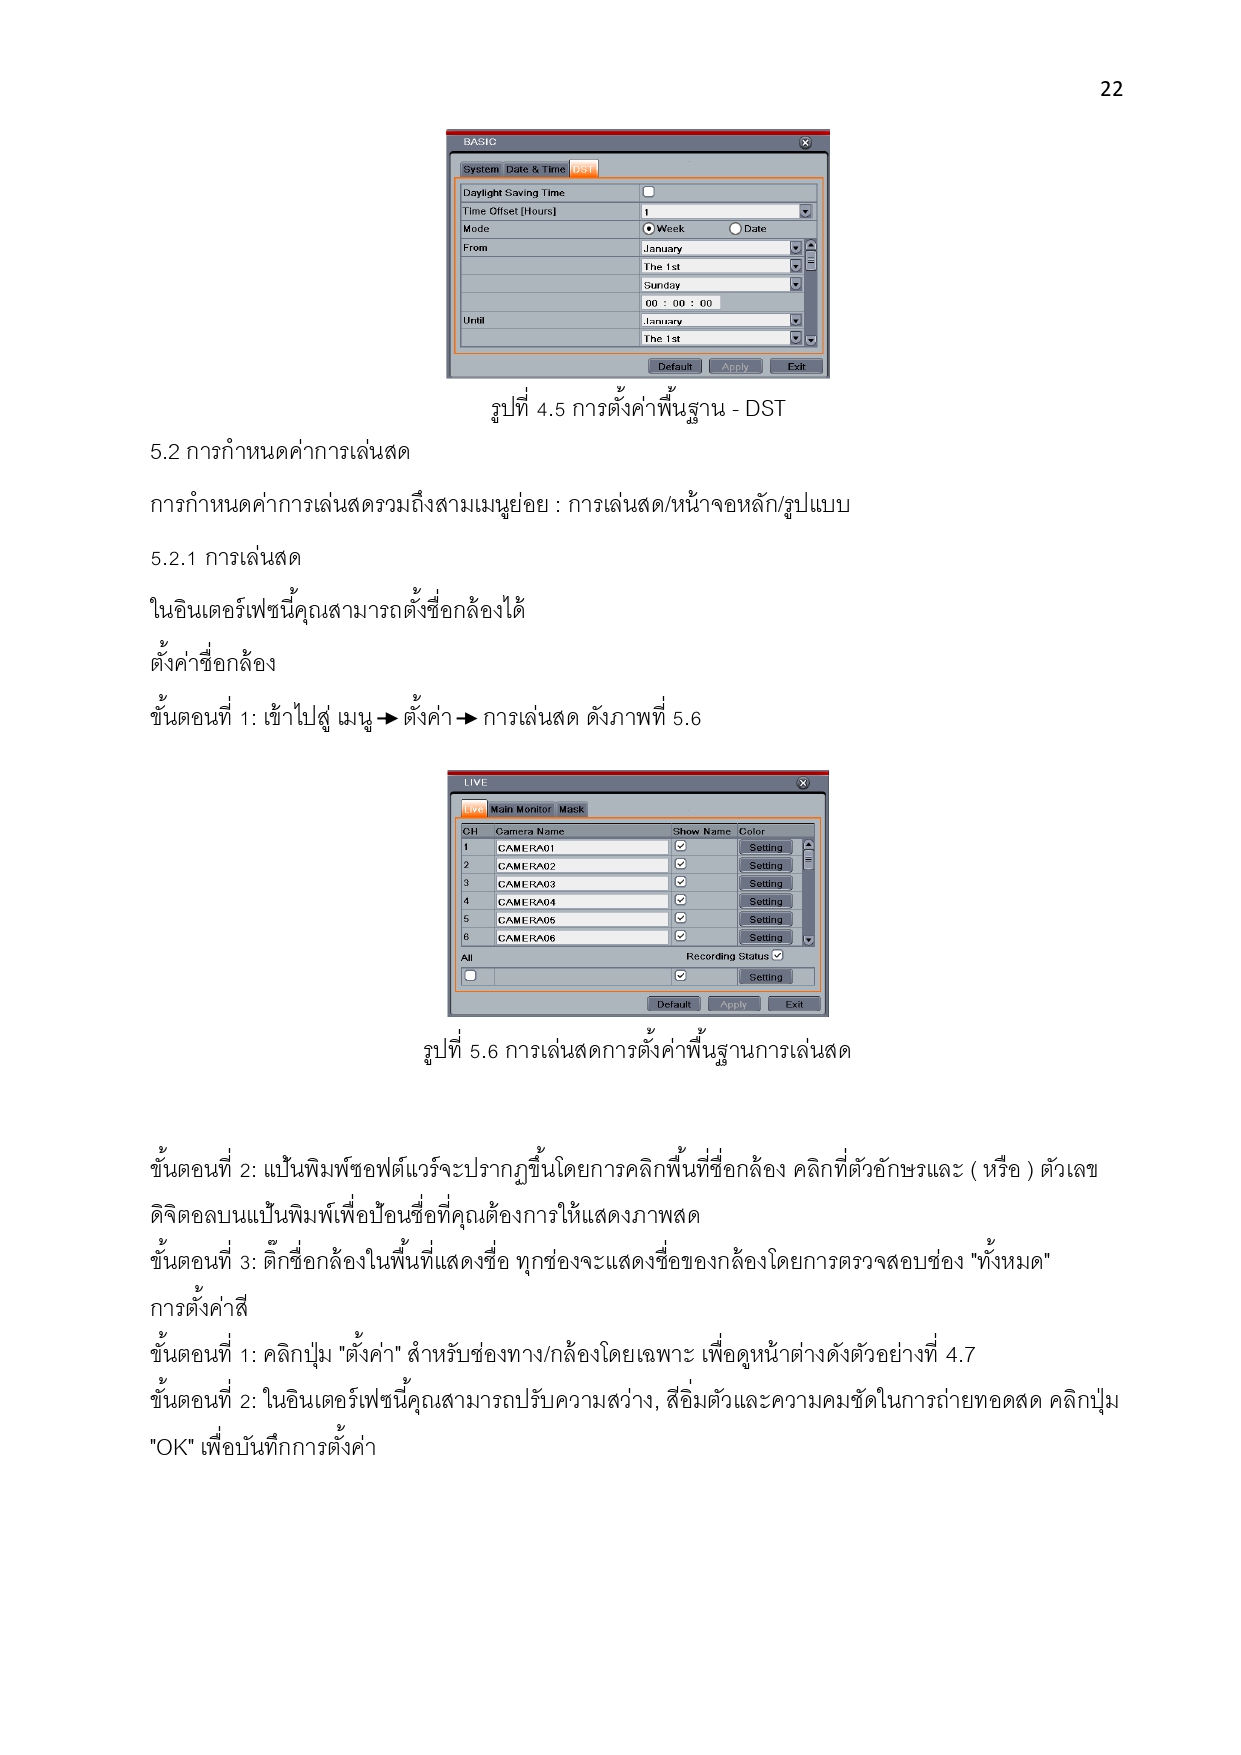 22
BASIC
System Date & Time DST
Daylight Saving Time
Time Offset [Hours] 1
Mode Week Date
From January
The 1st
Sunday
00 : 00 : 00
Until January
The 1st
Default Apply Exit
รูปที่ 4.5 การตั้งค่าพื้นฐาน - DST
5.2 การกำหนดค่าการเล่นสด
การกำหนดค่าการเล่นสดรวมถึงสามเมนูย่อย : การเล่นสด/หน้าจอหลัก/รูปแบบ
5.2.1 การเล่นสด
ในอินเตอร์เฟซนี้คุณสามารถตั้งชื่อกล้องได้
ตั้งค่าชื่อกล้อง
ขั้นตอนที่ 1: เข้าไปสู่ เมนู → ตั้งค่า → การเล่นสด ดังภาพที่ 5.6
LIVE
Live Main Monitor Mask
CH Camera Name Show Name Color
1 CAMERA01 Setting
2 CAMERA02 Setting
3 CAMERA03 Setting
4 CAMERA04 Setting
5 CAMERA05 Setting
6 CAMERA06 Setting
All Recording Status
Setting
Default Apply Exit
รูปที่ 5.6 การเล่นสดการตั้งค่าพื้นฐานการเล่นสด
ขั้นตอนที่ 2: แป้นพิมพ์ซอฟต์แวร์จะปรากฏขึ้นโดยการคลิกพื้นที่ชื่อกล้อง คลิกที่ตัวอักษรและ ( หรือ ) ตัวเลข
ดิจิตอลบนแป้นพิมพ์เพื่อป้อนชื่อที่คุณต้องการให้แสดงภาพสด
ขั้นตอนที่ 3: ติ๊กชื่อกล้องในพื้นที่แสดงชื่อ ทุกช่องจะแสดงชื่อของกล้องโดยการตรวจสอบช่อง "ทั้งหมด"
การตั้งค่าสี
ขั้นตอนที่ 1: คลิกปุ่ม "ตั้งค่า" สำหรับช่องทาง/กล้องโดยเฉพาะ เพื่อดูหน้าต่างดังตัวอย่างที่ 4.7
ขั้นตอนที่ 2: ในอินเตอร์เฟซนี้คุณสามารถปรับความสว่าง, สีอิ่มตัวและความคมชัดในการถ่ายทอดสด คลิกปุ่ม
"OK" เพื่อบันทึกการตั้งค่า